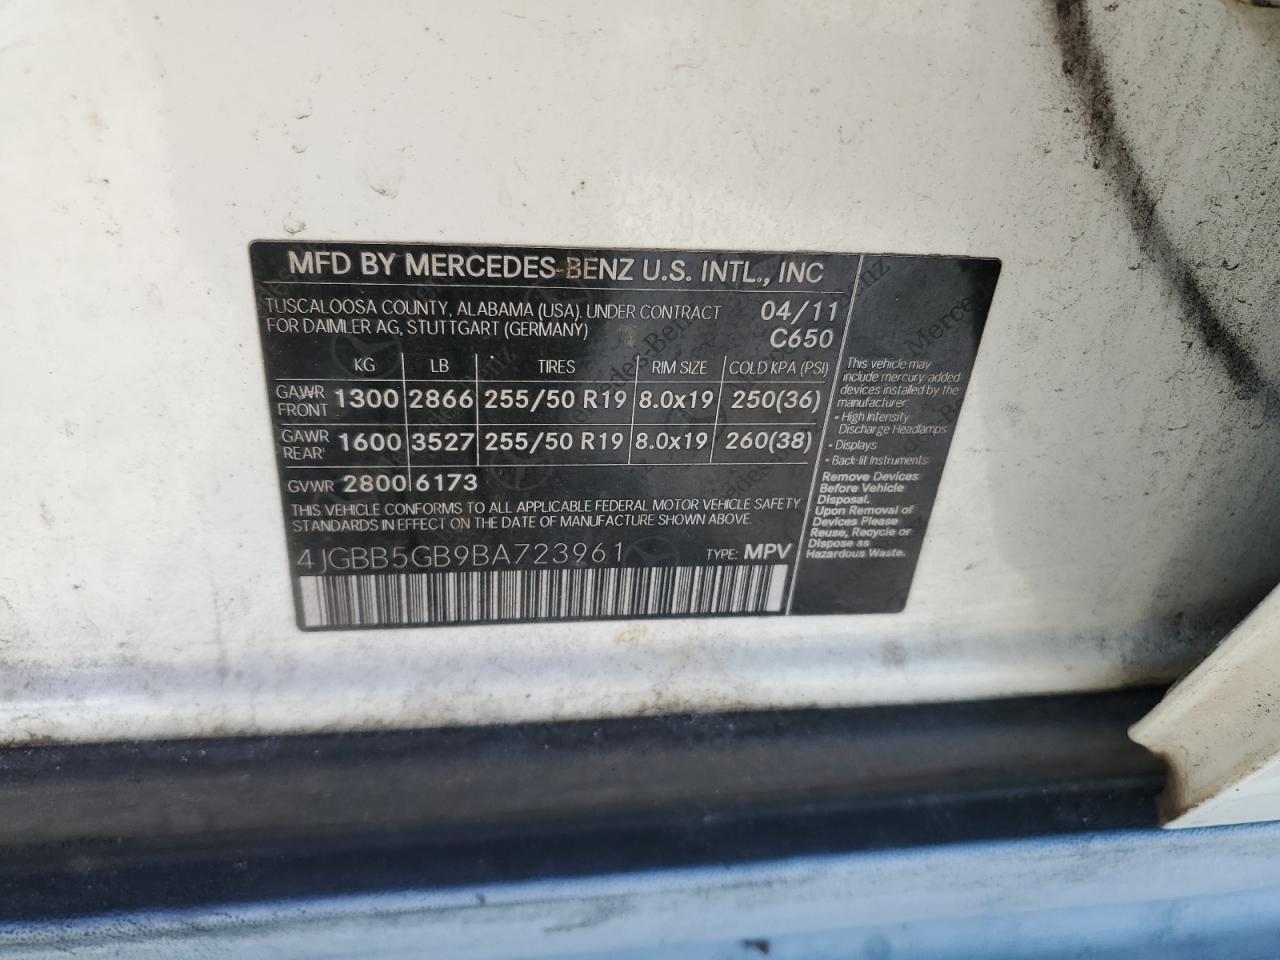 MFD BY MERCEDES-BENZ U.S. INTL., INC
TUSCALOOSA COUNTY, ALABAMA (USA). UNDER CONTRACT 04/11
FOR DAIMLER AG, STUTTGART (GERMANY) C650
KG LB TIRES RIM SIZE COLD KPA (PSI)
GAWR FRONT 1300 2866 255/50 R19 8.0x19 250(36)
GAWR REAR 1600 3527 255/50 R19 8.0x19 260(38)
GVWR 2800 6173
THIS VEHICLE CONFORMS TO ALL APPLICABLE FEDERAL MOTOR VEHICLE SAFETY
STANDARDS IN EFFECT ON THE DATE OF MANUFACTURE SHOWN ABOVE.
4JGBB5GB9BA723961 TYPE: MPV
This vehicle may
include mercury-added
devices installed by the
manufacturer:
• High Intensity
Discharge Headlamps
• Displays
• Back-lit Instruments
Remove Devices
Before Vehicle
Disposal.
Upon Removal of
Devices Please
Reuse, Recycle or
Dispose as
Hazardous Waste.
Mercedes-Benz
Mercedes-Benz